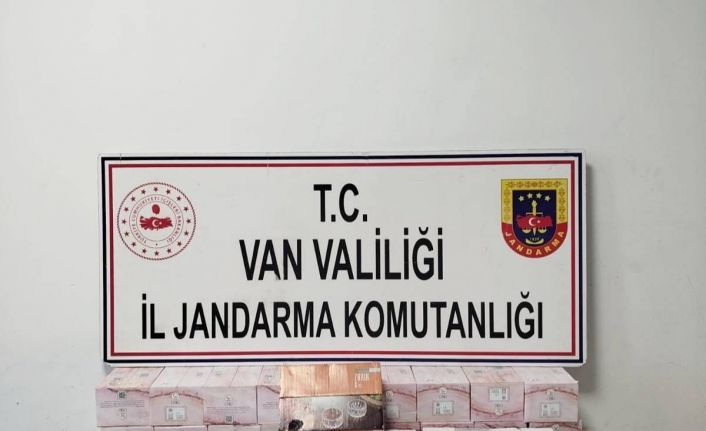 T.C.
VAN VALİLİĞİ
İL JANDARMA KOMUTANLIĞI
JANDARMA